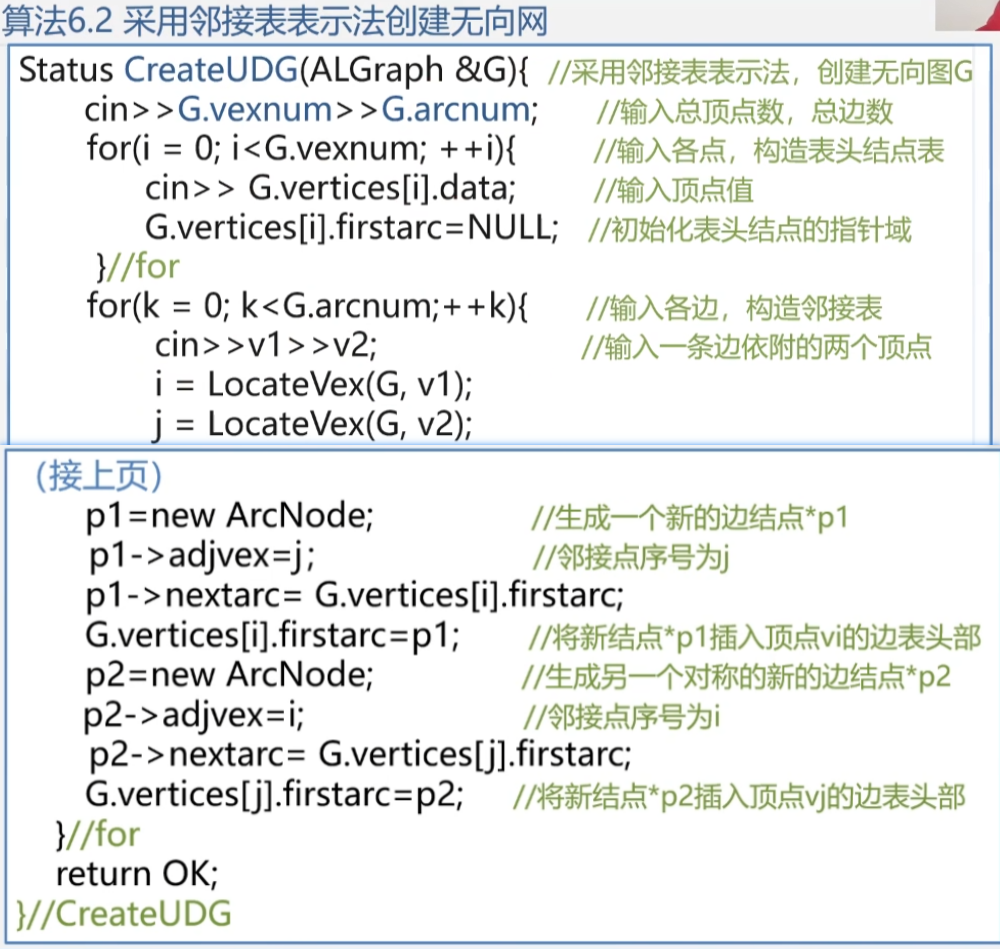 算法6.2 采用邻接表表示法创建无向网
Status CreateUDG(ALGraph &G){ //采用邻接表表示法，创建无向图G
cin>>G.vexnum>>G.arcnum; //输入总顶点数，总边数
for(i = 0; i<G.vexnum; ++i){ //输入各点，构造表头结点表
cin>> G.vertices[i].data; //输入顶点值
G.vertices[i].firstarc=NULL; //初始化表头结点的指针域
}//for
for(k = 0; k<G.arcnum;++k){ //输入各边，构造邻接表
cin>>v1>>v2; //输入一条边依附的两个顶点
i = LocateVex(G, v1);
j = LocateVex(G, v2);
（接上页）
p1=new ArcNode; //生成一个新的边结点*p1
p1->adjvex=j; //邻接点序号为j
p1->nextarc= G.vertices[i].firstarc;
G.vertices[i].firstarc=p1; //将新结点*p1插入顶点vi的边表头部
p2=new ArcNode; //生成另一个对称的新的边结点*p2
p2->adjvex=i; //邻接点序号为i
p2->nextarc= G.vertices[j].firstarc;
G.vertices[j].firstarc=p2; //将新结点*p2插入顶点vj的边表头部
}//for
return OK;
}//CreateUDG